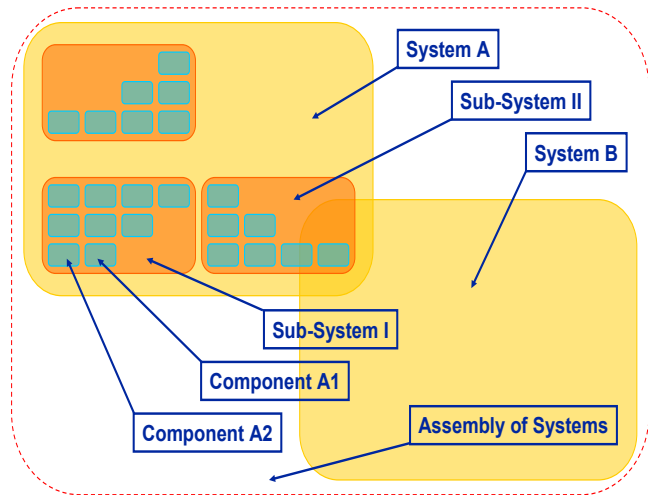 System A
Sub-System II
System B
Sub-System I
Component A1
Component A2
Assembly of Systems